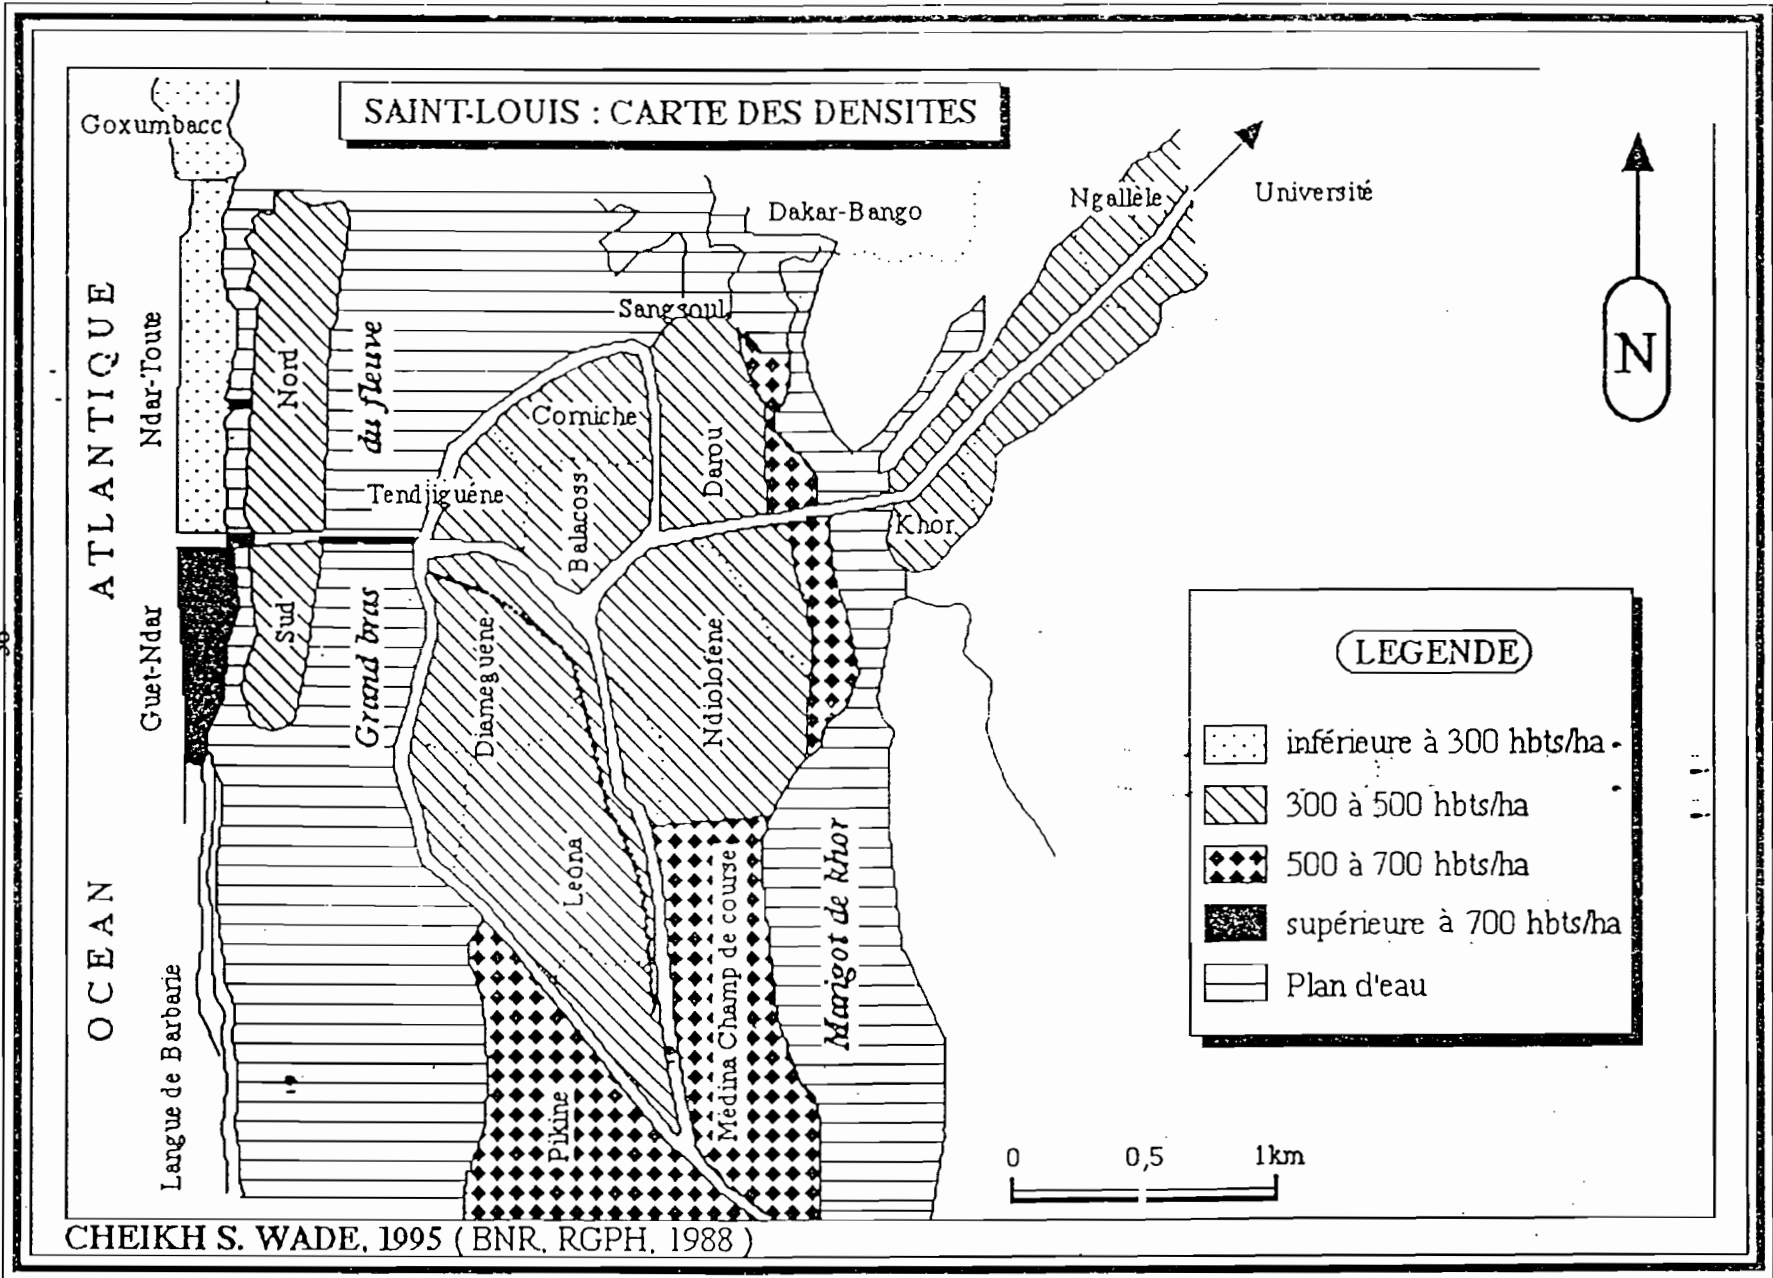 SAINT-LOUIS : CARTE DES DENSITES
Goxumbacc
Ngallèle
Université
Dakar-Bango
Sangsoul
Ndar-Toute
ATLANTIQUE
OCEAN
Nord
du fleuve
Grand bras
Corniche
Tendjiguéne
Balacoss
Darou
Khor
N
Guet-Ndar
Sud
Diameguene
Ndiolofene
Leona
Médina Champ de course
Marigot de khor
Pikine
Langue de Barbarie
LEGENDE
inférieure à 300 hbts/ha
300 à 500 hbts/ha
500 à 700 hbts/ha
supérieure à 700 hbts/ha
Plan d'eau
0 0,5 1km
CHEIKH S. WADE, 1995 ( BNR, RGPH, 1988 )